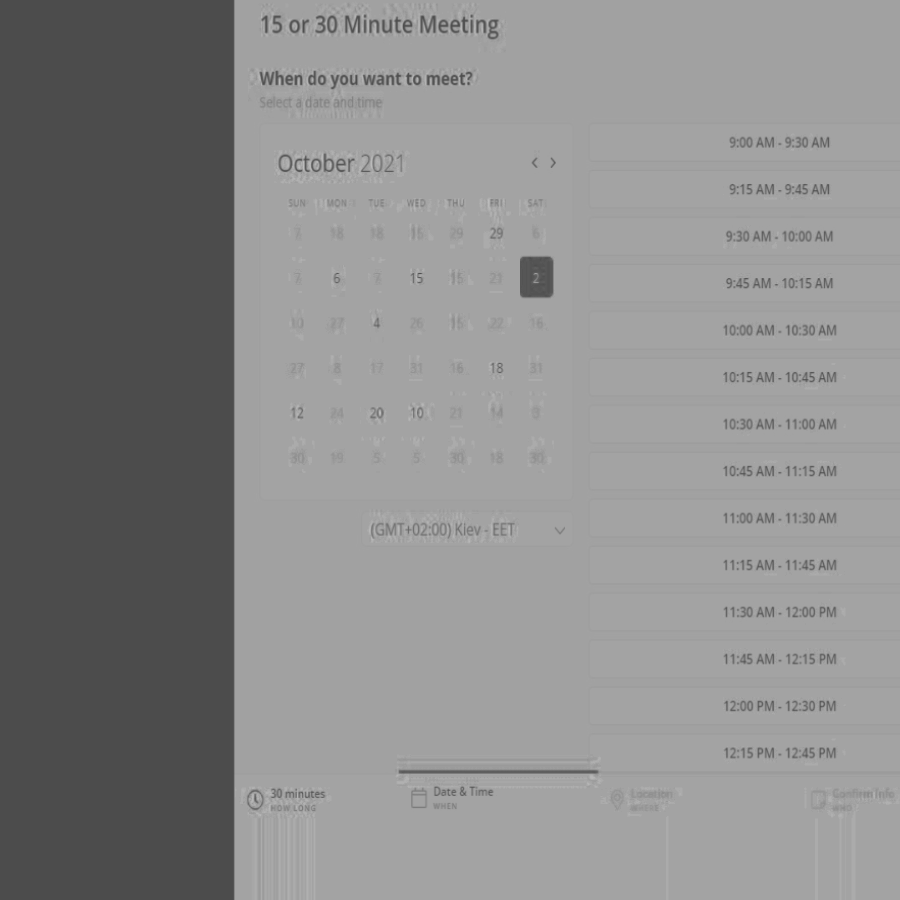 15 or 30 Minute Meeting
When do you want to meet?
Select a date and time
October 2021
SUN MON TUE WED THU FRI SAT
7 18 18 15 29 29 6
7 6 7 15 15 21 2
10 27 4 26 15 22 16
27 8 17 31 16 18 31
12 24 20 10 21 14 9
30 19 5 5 30 18 30
(GMT+02:00) Kiev - EET
9:00 AM - 9:30 AM
9:15 AM - 9:45 AM
9:30 AM - 10:00 AM
9:45 AM - 10:15 AM
10:00 AM - 10:30 AM
10:15 AM - 10:45 AM
10:30 AM - 11:00 AM
10:45 AM - 11:15 AM
11:00 AM - 11:30 AM
11:15 AM - 11:45 AM
11:30 AM - 12:00 PM
11:45 AM - 12:15 PM
12:00 PM - 12:30 PM
12:15 PM - 12:45 PM
30 minutes
HOW LONG
Date & Time
WHEN
Location
Confirm Info
WHO